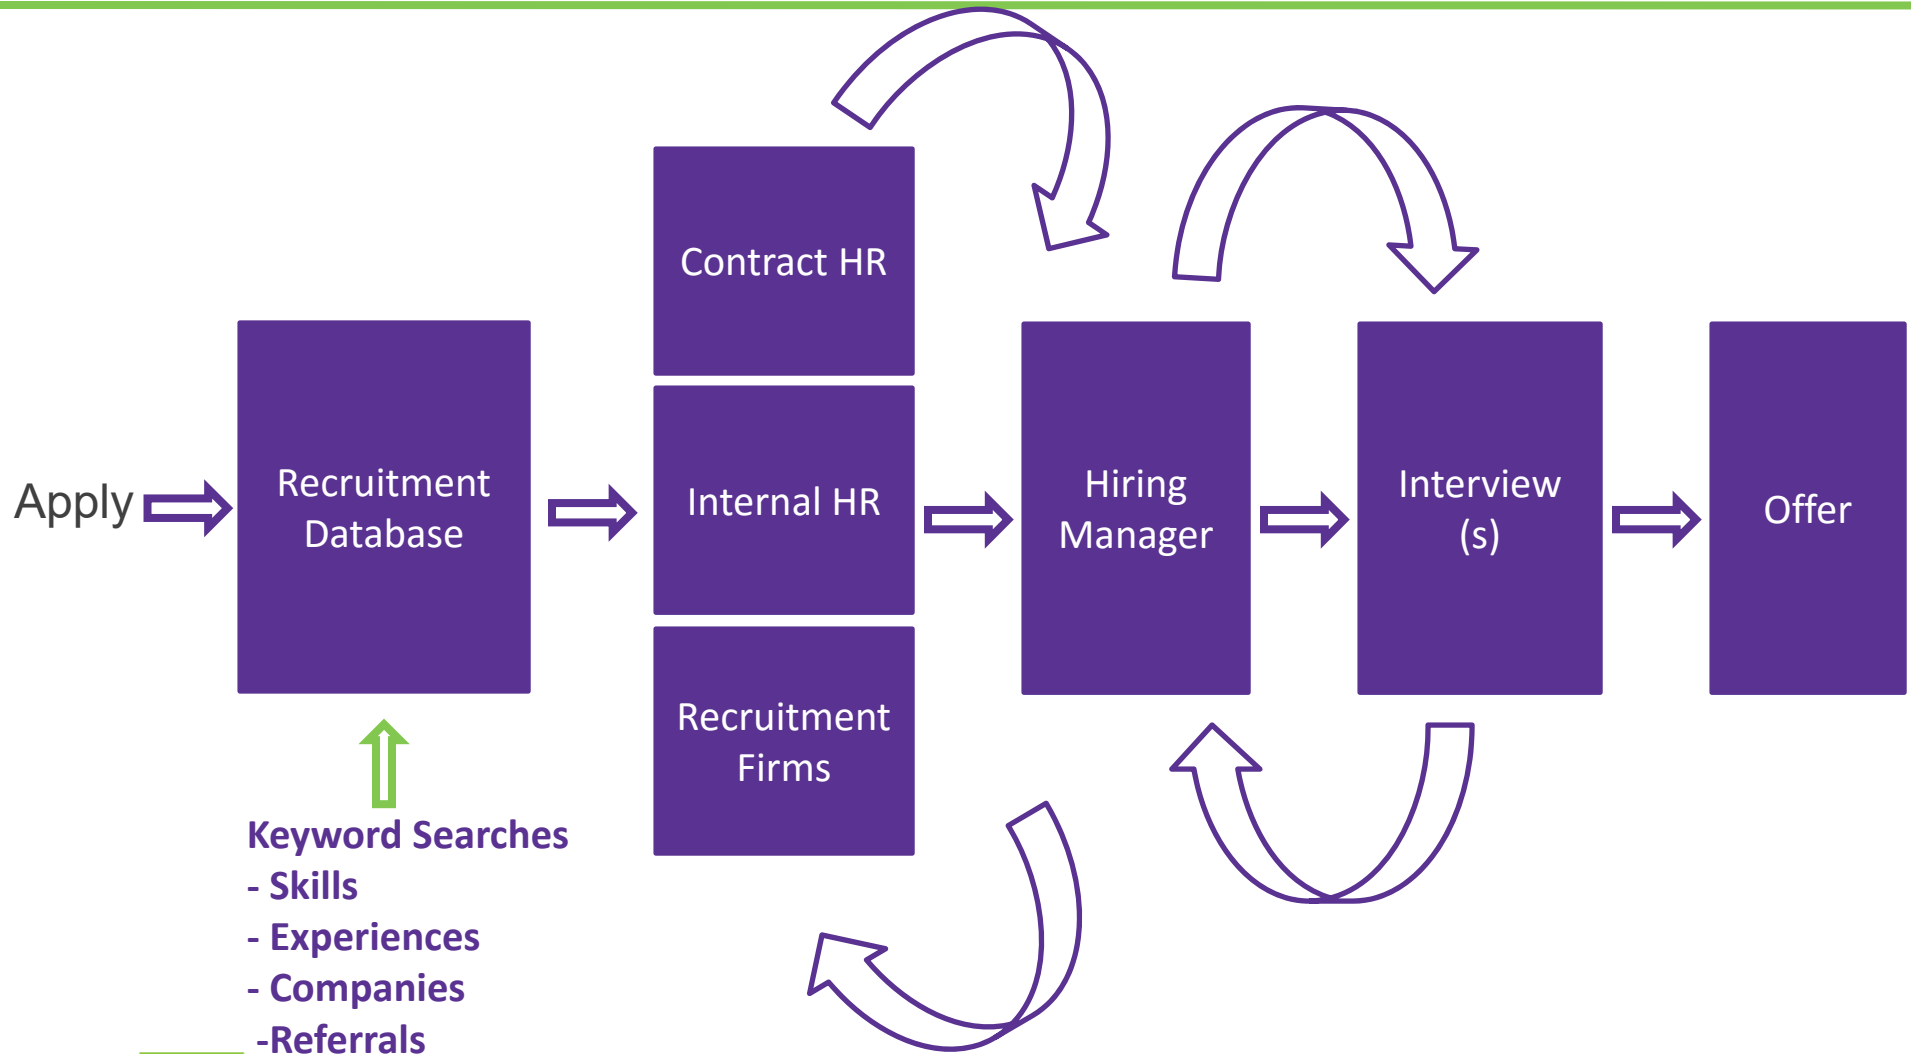 Apply
Recruitment
Database
Contract HR
Internal HR
Recruitment
Firms
Hiring
Manager
Interview
(s)
Offer
Keyword Searches
- Skills
- Experiences
- Companies
-Referrals